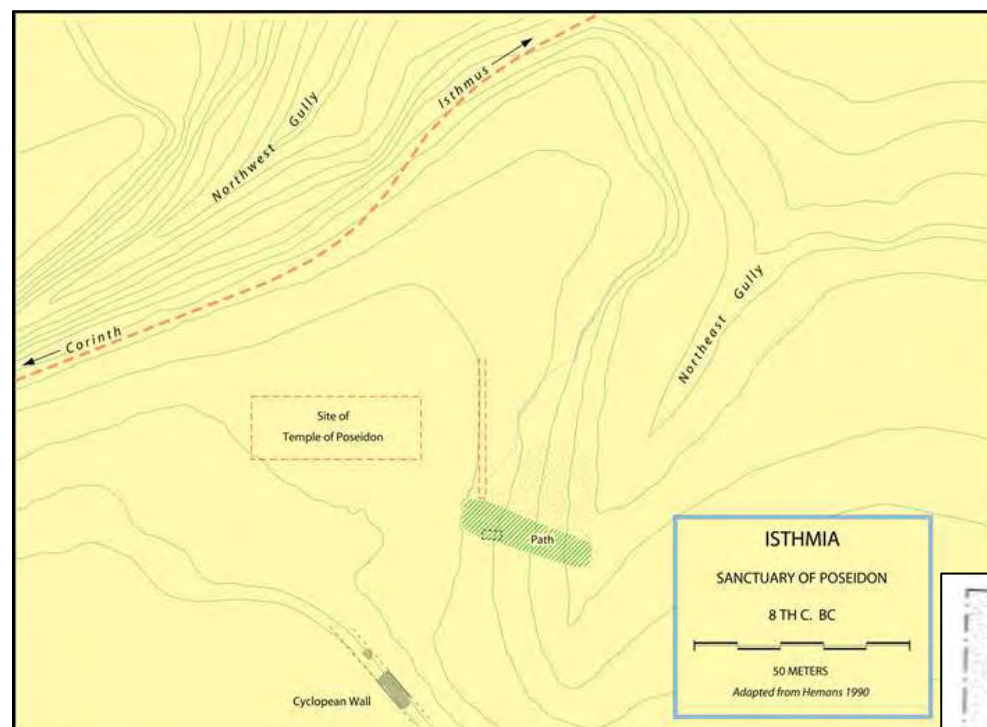 Isthmus
Northwest Gully
Corinth
Northeast Gully
Site of
Temple of Poseidon
Path
Cyclopean Wall
ISTHMIA
SANCTUARY OF POSEIDON
8 TH C. BC
50 METERS
Adapted from Hemans 1990